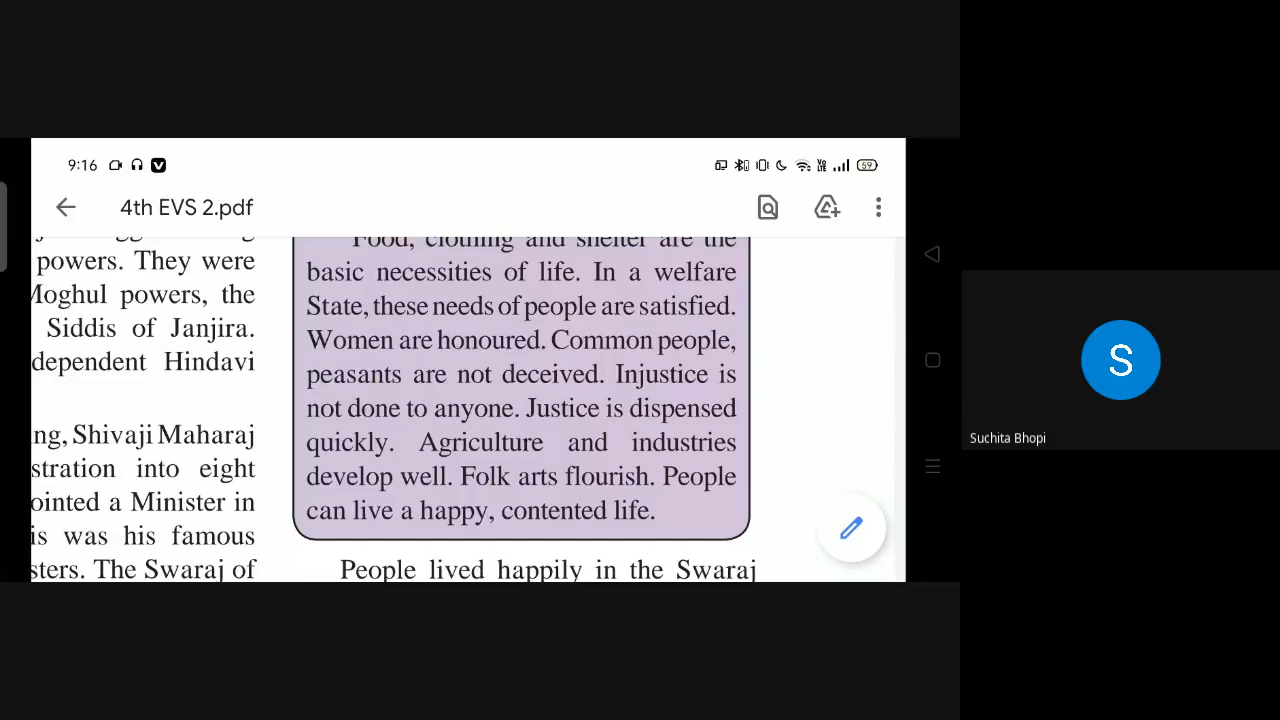 9:16
59
4th EVS 2.pdf
powers. They were
Moghul powers, the
Siddis of Janjira.
dependent Hindavi
ng, Shivaji Maharaj
stration into eight
ointed a Minister in
is was his famous
sters. The Swaraj of
Food, clothing and shelter are the
basic necessities of life. In a welfare
State, these needs of people are satisfied.
Women are honoured. Common people,
peasants are not deceived. Injustice is
not done to anyone. Justice is dispensed
quickly. Agriculture and industries
develop well. Folk arts flourish. People
can live a happy, contented life.
People lived happily in the Swaraj
S
Suchita Bhopi